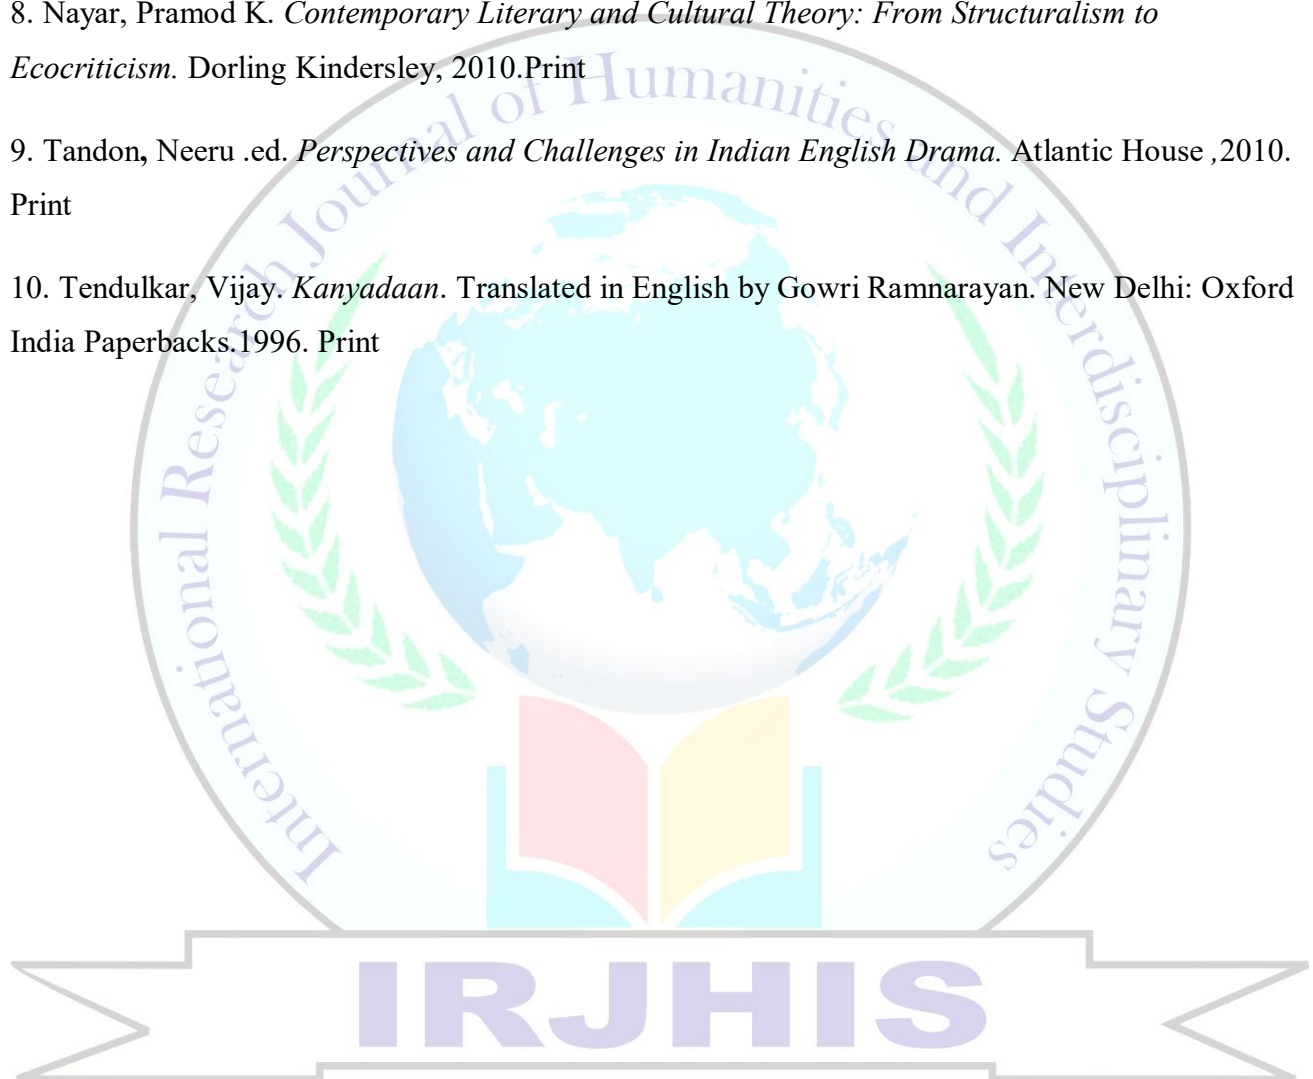 8. Nayar, Pramod K. Contemporary Literary and Cultural Theory: From Structuralism to
Ecocriticism. Dorling Kindersley, 2010.Print
9. Tandon, Neeru .ed. Perspectives and Challenges in Indian English Drama. Atlantic House ,2010.
Print
10. Tendulkar, Vijay. Kanyadaan. Translated in English by Gowri Ramnarayan. New Delhi: Oxford
India Paperbacks.1996. Print
International Research Journal of Humanities and Interdisciplinary Studies
IRJHIS